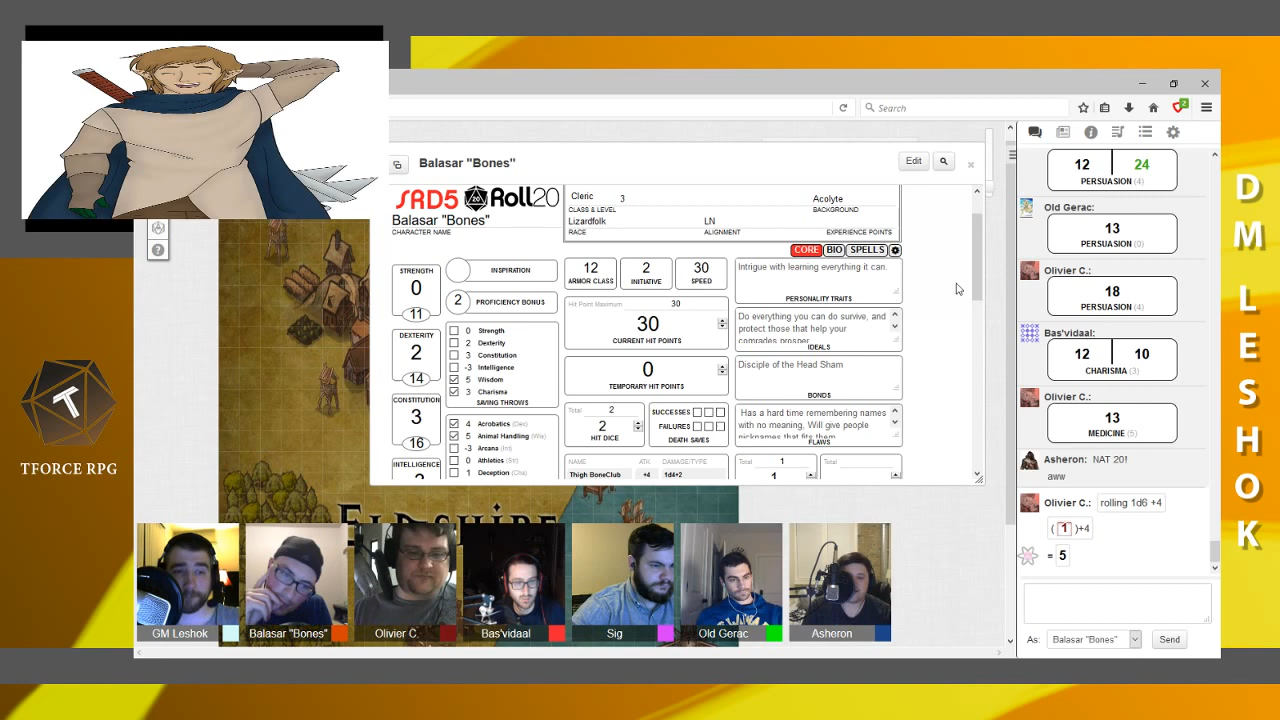 Search
2
Balasar "Bones"
Edit
SRD5 Roll20
Balasar "Bones"
CHARACTER NAME
Cleric 3 Acolyte
CLASS & LEVEL BACKGROUND
Lizardfolk LN
RACE ALIGNMENT EXPERIENCE POINTS
CORE BIO SPELLS
STRENGTH
0
11
DEXTERITY
2
14
CONSTITUTION
3
16
INTELLIGENCE
INSPIRATION
2 PROFICIENCY BONUS
0 Strength
2 Dexterity
3 Constitution
-3 Intelligence
5 Wisdom
3 Charisma
SAVING THROWS
4 Acrobatics (Dex)
5 Animal Handling (Wis)
-3 Arcana (Int)
0 Athletics (Str)
1 Deception (Cha)
12
ARMOR CLASS
2
INITIATIVE
30
SPEED
Hit Point Maximum 30
30
CURRENT HIT POINTS
0
TEMPORARY HIT POINTS
Total 2
2
HIT DICE
SUCCESSES
FAILURES
DEATH SAVES
NAME ATK DAMAGE/TYPE
Thigh BoneClub +4 1d4+2
Intrigue with learning everything it can.
PERSONALITY TRAITS
Do everything you can do survive, and
protect those that help your
comrades prosper
IDEALS
Disciple of the Head Sham
BONDS
Has a hard time remembering names
with no meaning, Will give people
nicknames that fits them
FLAWS
Total 1
1
Total
12 24
PERSUASION (4)
Old Gerac:
13
PERSUASION (0)
Olivier C.:
18
PERSUASION (4)
Bas'vidaal:
12 10
CHARISMA (3)
Olivier C.:
13
MEDICINE (5)
Asheron: NAT 20!
aww
Olivier C.: rolling 1d6 +4
(1)+4
= 5
As: Balasar "Bones" Send
DM LESHOK
T
TFORCE RPG
ELDSHIRE
GM Leshok
Balasar "Bones"
Olivier C.
Bas'vidaal
Sig
Old Gerac
Asheron